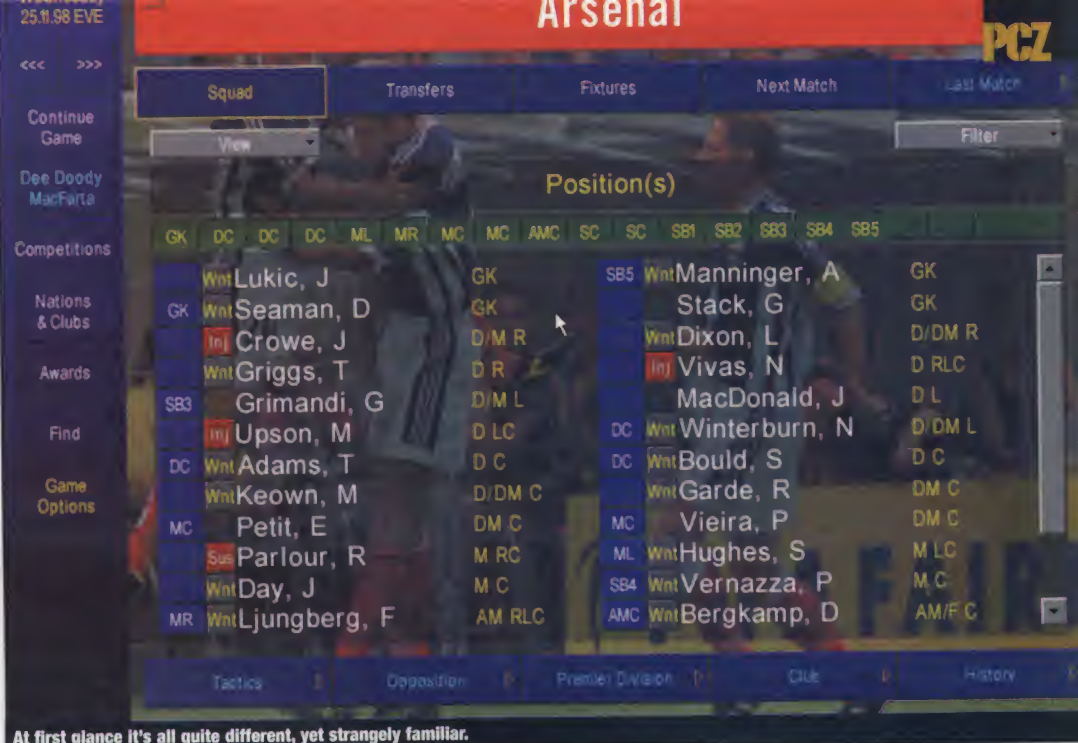 Wednesday
25.11.98 EVE
Arsenal
PCZ
<<< >>>
Squad Transfers Fixtures Next Match Last Match
Continue
Game
View Filter
Dee Doody
MacFarta
Position(s)
GK DC DC DC ML MR MC MC AMC SC SC SB1 SB2 SB3 SB4 SB5
Competitions
Nations
& Clubs
Awards
Find
Game
Options
Wnt Lukic, J GK SB5 Wnt Manninger, A GK
GK Wnt Seaman, D GK Stack, G GK
Inj Crowe, J D/M R Wnt Dixon, L D/DM R
Wnt Griggs, T D R Inj Vivas, N D RLC
SB3 Grimandi, G D/M L MacDonald, J D L
Inj Upson, M D LC DC Wnt Winterburn, N D/DM L
DC Wnt Adams, T D C DC Wnt Bould, S D C
Wnt Keown, M D/DM C Wnt Garde, R DM C
MC Petit, E DM C MC Vieira, P DM C
Sus Parlour, R M RC ML Wnt Hughes, S M LC
Wnt Day, J M C SB4 Wnt Vernazza, P M C
MR Wnt Ljungberg, F AM RLC AMC Wnt Bergkamp, D AM/F C
Tactics Opposition Premier Division Club History
At first glance it's all quite different, yet strangely familiar.